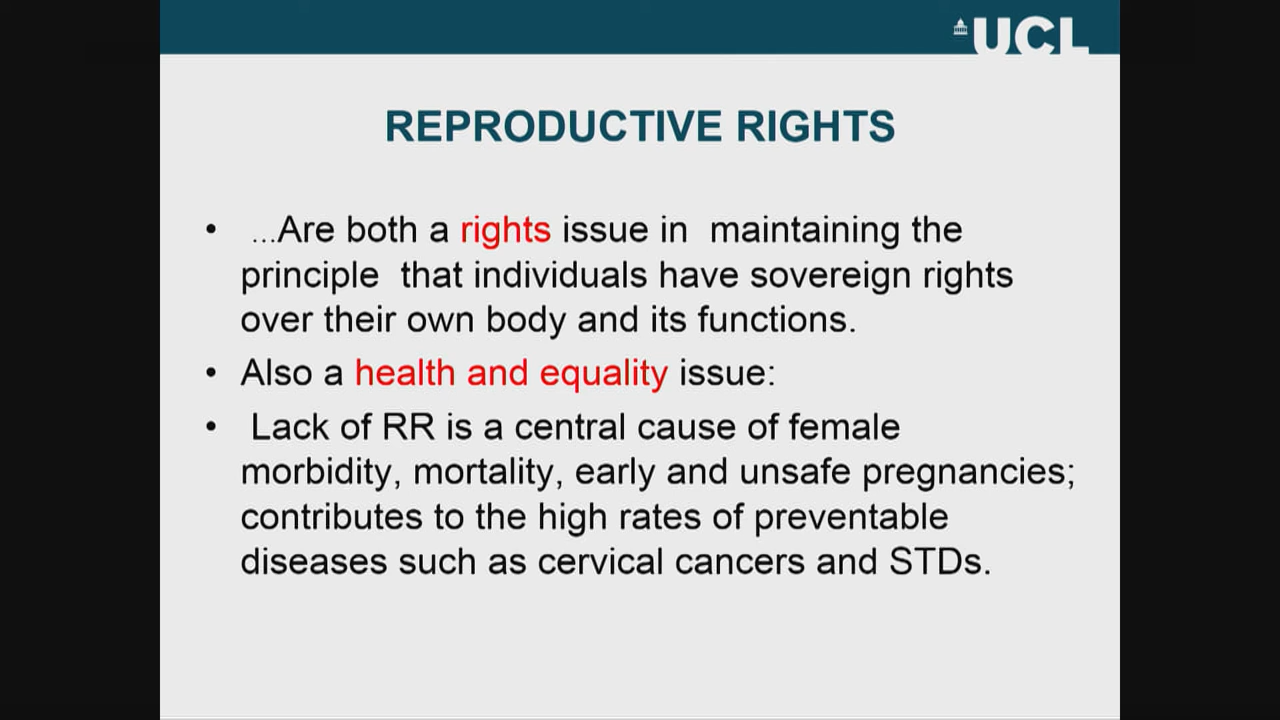 UCL
REPRODUCTIVE RIGHTS
• ...Are both a rights issue in  maintaining the
principle  that individuals have sovereign rights
over their own body and its functions.
• Also a health and equality issue:
•  Lack of RR is a central cause of female
morbidity, mortality, early and unsafe pregnancies;
contributes to the high rates of preventable
diseases such as cervical cancers and STDs.